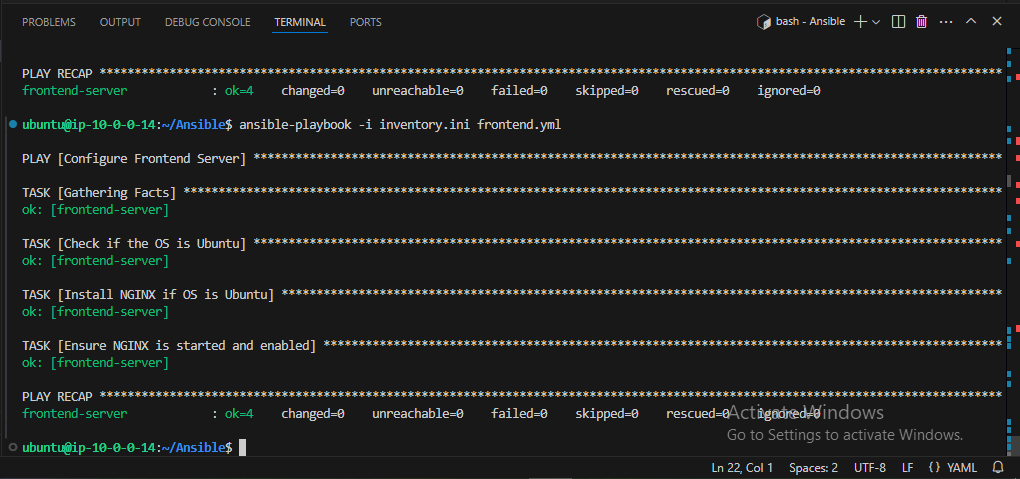 PROBLEMS OUTPUT DEBUG CONSOLE TERMINAL PORTS bash - Ansible
PLAY RECAP *********************************************************************************************************************************
frontend-server : ok=4 changed=0 unreachable=0 failed=0 skipped=0 rescued=0 ignored=0
ubuntu@ip-10-0-0-14:~/Ansible$ ansible-playbook -i inventory.ini frontend.yml
PLAY [Configure Frontend Server] ***********************************************************************************************************
TASK [Gathering Facts] *********************************************************************************************************************
ok: [frontend-server]
TASK [Check if the OS is Ubuntu] ***********************************************************************************************************
ok: [frontend-server]
TASK [Install NGINX if OS is Ubuntu] *******************************************************************************************************
ok: [frontend-server]
TASK [Ensure NGINX is started and enabled] *************************************************************************************************
ok: [frontend-server]
PLAY RECAP *********************************************************************************************************************************
frontend-server : ok=4 changed=0 unreachable=0 failed=0 skipped=0 rescued=0 ignored=0
Activate Windows
Go to Settings to activate Windows.
ubuntu@ip-10-0-0-14:~/Ansible$
Ln 22, Col 1 Spaces: 2 UTF-8 LF {} YAML